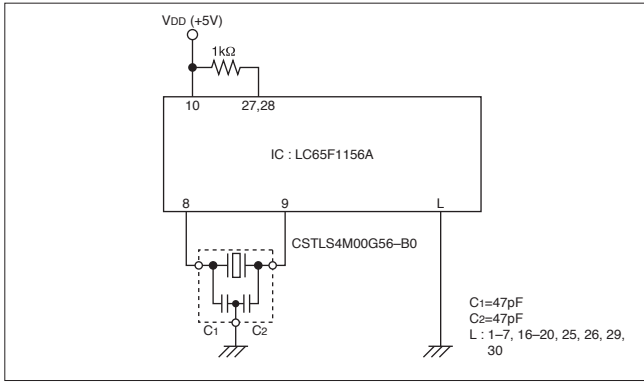 VDD (+5V)
1kΩ
10
27,28
IC : LC65F1156A
8
9
L
CSTLS4M00G56–B0
C1
C2
C1=47pF
C2=47pF
L : 1–7, 16–20, 25, 26, 29,
30